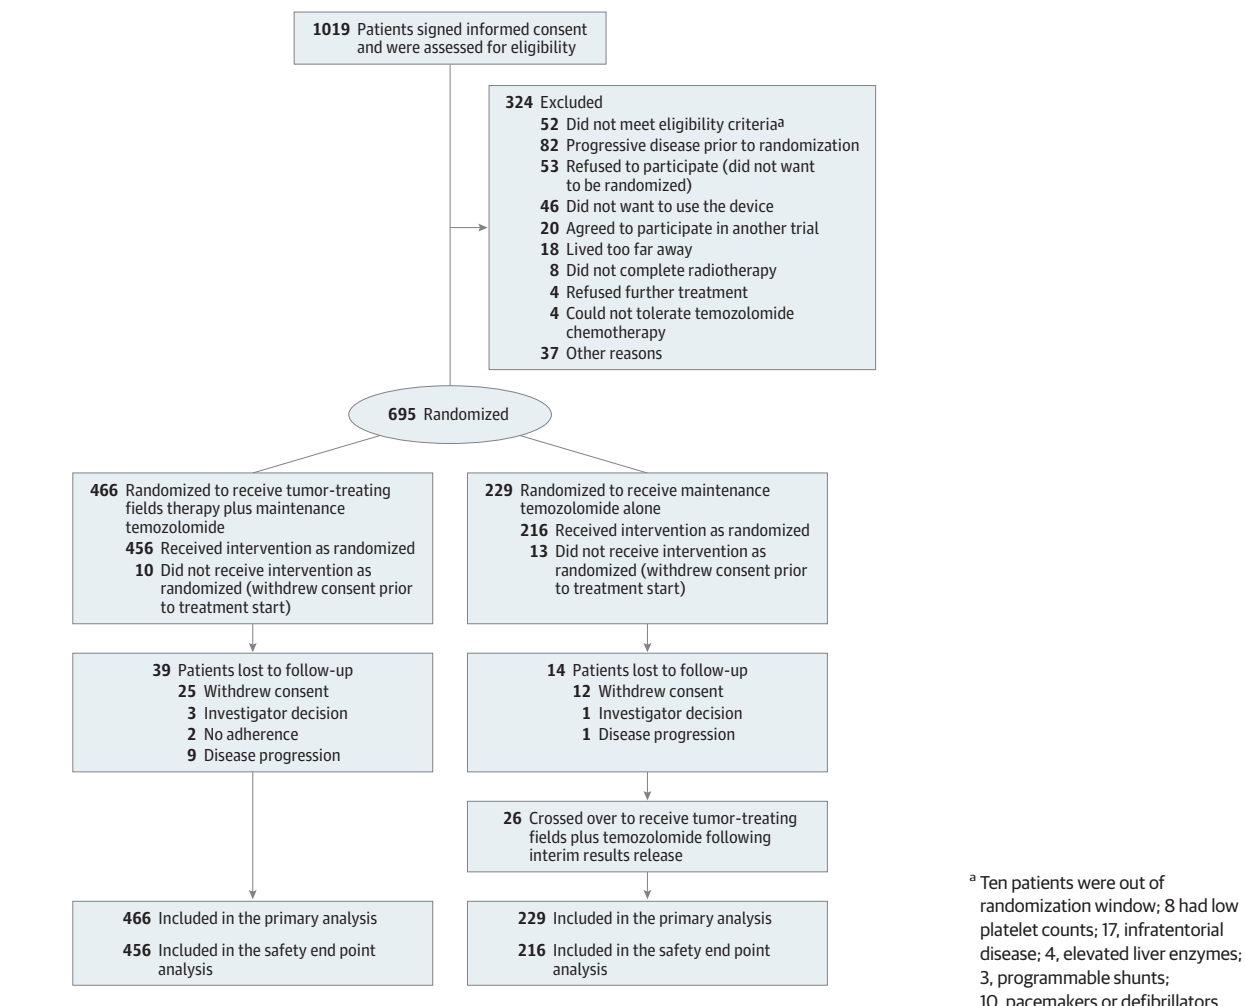 1019 Patients signed informed consent
and were assessed for eligibility
324 Excluded
52 Did not meet eligibility criteriaa
82 Progressive disease prior to randomization
53 Refused to participate (did not want
to be randomized)
46 Did not want to use the device
20 Agreed to participate in another trial
18 Lived too far away
8 Did not complete radiotherapy
4 Refused further treatment
4 Could not tolerate temozolomide
chemotherapy
37 Other reasons
695 Randomized
466 Randomized to receive tumor-treating
fields therapy plus maintenance
temozolomide
456 Received intervention as randomized
10 Did not receive intervention as
randomized (withdrew consent prior
to treatment start)
229 Randomized to receive maintenance
temozolomide alone
216 Received intervention as randomized
13 Did not receive intervention as
randomized (withdrew consent prior
to treatment start)
39 Patients lost to follow-up
25 Withdrew consent
3 Investigator decision
2 No adherence
9 Disease progression
14 Patients lost to follow-up
12 Withdrew consent
1 Investigator decision
1 Disease progression
26 Crossed over to receive tumor-treating
fields plus temozolomide following
interim results release
466 Included in the primary analysis
456 Included in the safety end point
analysis
229 Included in the primary analysis
216 Included in the safety end point
analysis
a Ten patients were out of
randomization window; 8 had low
platelet counts; 17, infratentorial
disease; 4, elevated liver enzymes;
3, programmable shunts;
10, pacemakers or defibrillators